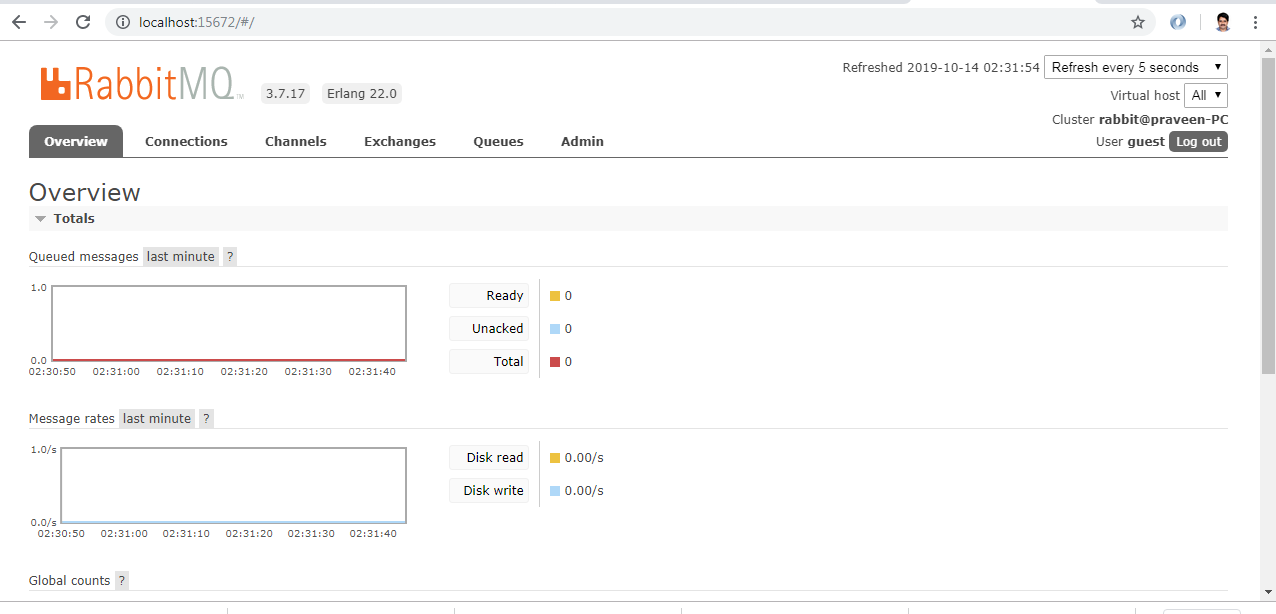 localhost:15672/#/
RabbitMQ TM 3.7.17 Erlang 22.0
Refreshed 2019-10-14 02:31:54 Refresh every 5 seconds
Virtual host All
Cluster rabbit@praveen-PC
User guest Log out
Overview Connections Channels Exchanges Queues Admin
Overview
Totals
Queued messages last minute ?
1.0
0.0
02:30:50 02:31:00 02:31:10 02:31:20 02:31:30 02:31:40
Ready 0
Unacked 0
Total 0
Message rates last minute ?
1.0/s
0.0/s
02:30:50 02:31:00 02:31:10 02:31:20 02:31:30 02:31:40
Disk read 0.00/s
Disk write 0.00/s
Global counts ?